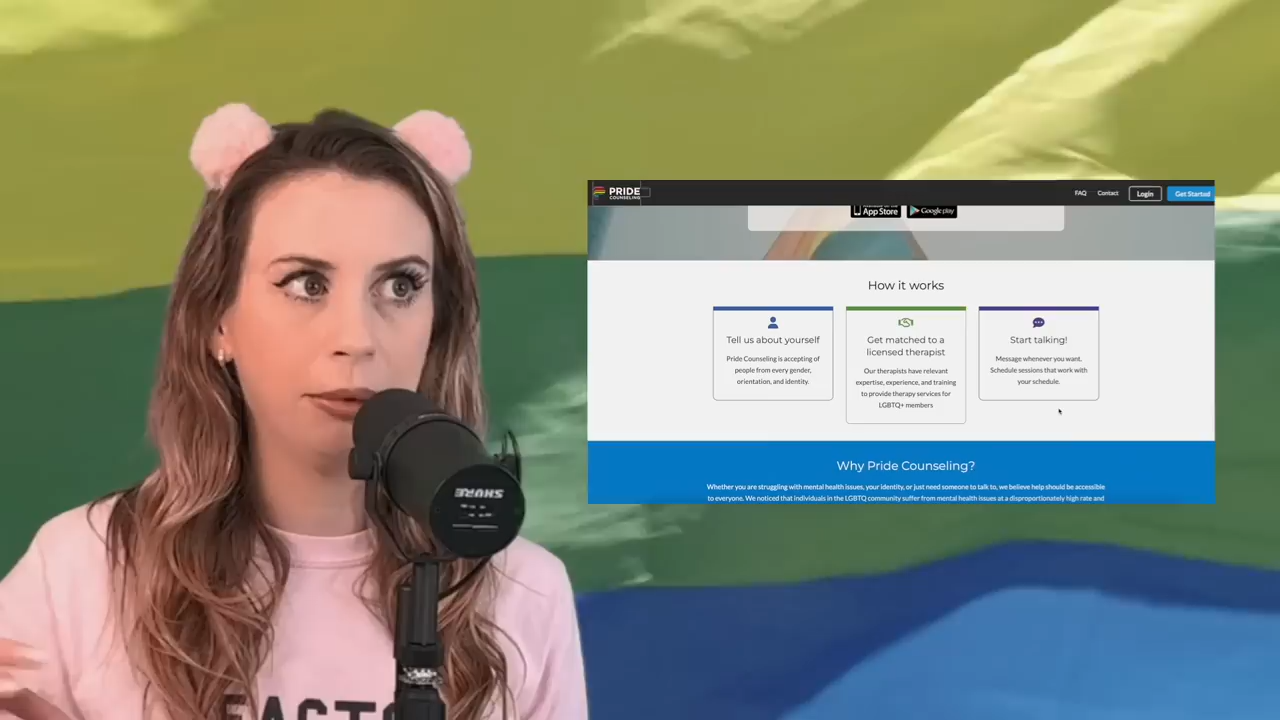 PRIDE
COUNSELING
FAQ
Contact
Login
Get Started
App Store
Google play
How it works
Tell us about yourself
Pride Counseling is accepting of
people from every gender,
orientation, and identity.
Get matched to a
licensed therapist
Our therapists have relevant
expertise, experience, and training
to provide therapy services for
LGBTQ+ members
Start talking!
Message whenever you want.
Schedule sessions that work with
your schedule.
Why Pride Counseling?
Whether you are struggling with mental health issues, your identity, or just need someone to talk to, we believe help should be accessible
to everyone. We noticed that individuals in the LGBTQ community suffer from mental health issues at a disproportionately high rate and
SHURE